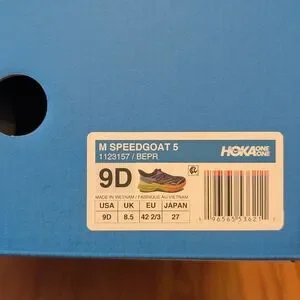 M SPEEDGOAT 5
1123157 / BEPR
HOKA ONE ONE
9D
MADE IN VIETNAM / FABRIQUE AU VIETNAM
USA UK EU JAPAN
9D 8.5 42 2/3 27